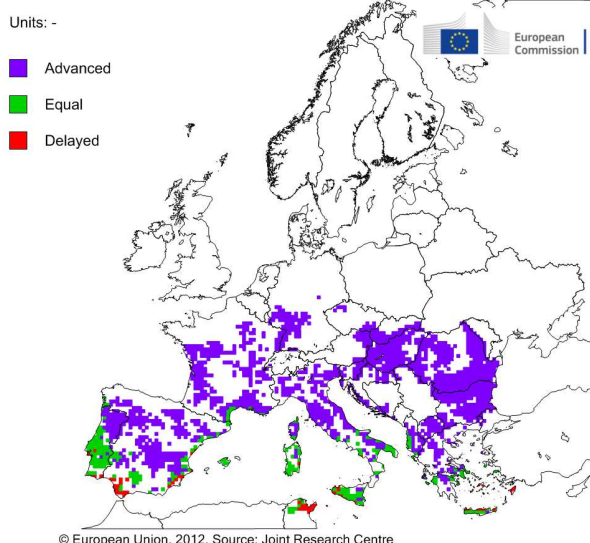 Units: -
Advanced
Equal
Delayed
European
Commission
© European Union, 2012. Source: Joint Research Centre